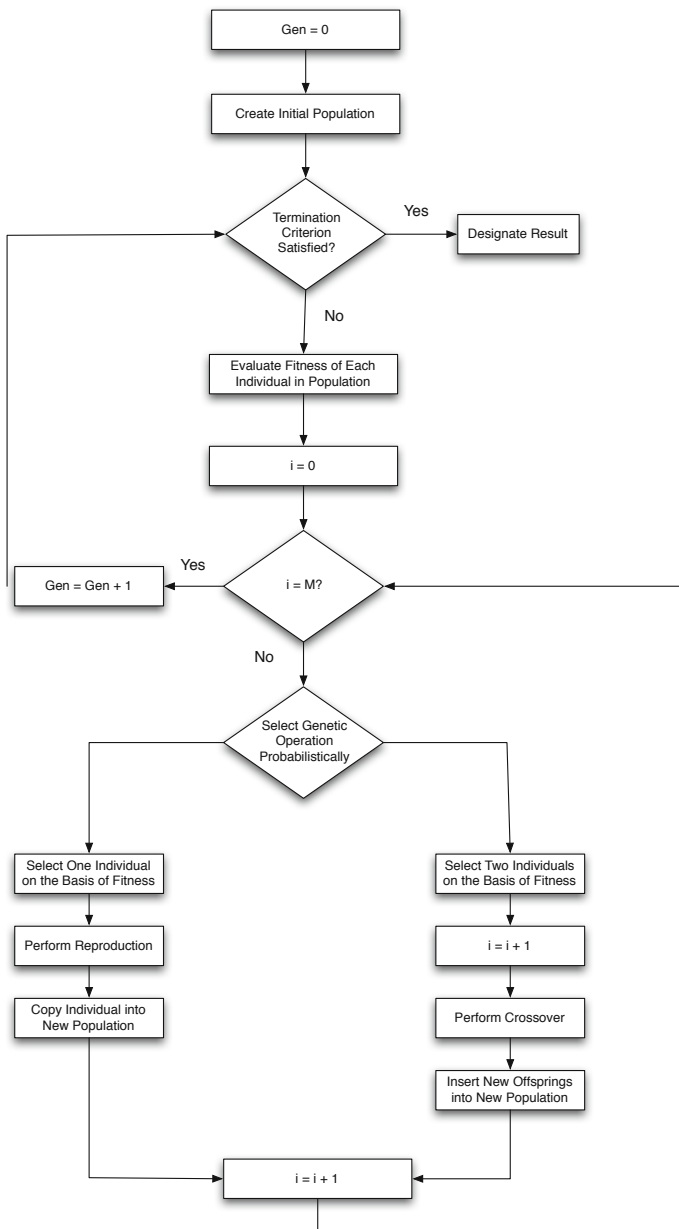 Gen = 0
Create Initial Population
Termination
Criterion
Satisfied?
Yes
Designate Result
No
Evaluate Fitness of Each
Individual in Population
i = 0
Yes
Gen = Gen + 1
i = M?
No
Select Genetic
Operation
Probabilistically
Select One Individual
on the Basis of Fitness
Perform Reproduction
Copy Individual into
New Population
Select Two Individuals
on the Basis of Fitness
i = i + 1
Perform Crossover
Insert New Offsprings
into New Population
i = i + 1